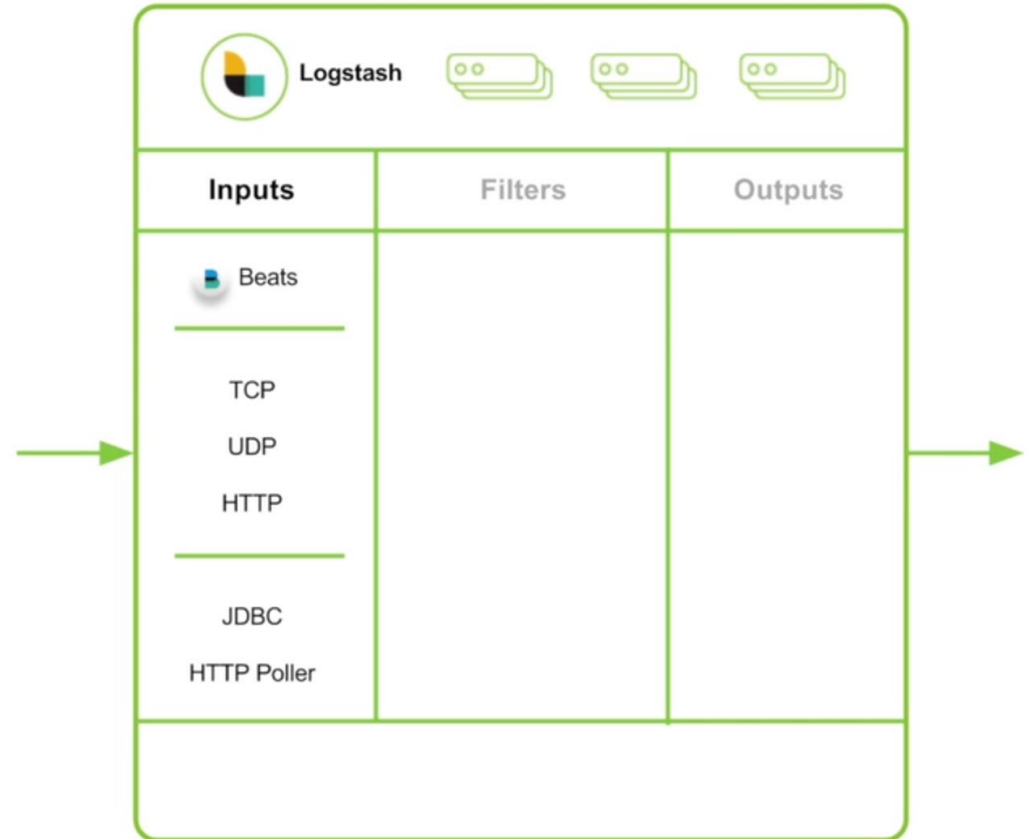 Logstash
Inputs
Filters
Outputs
Beats
TCP
UDP
HTTP
JDBC
HTTP Poller